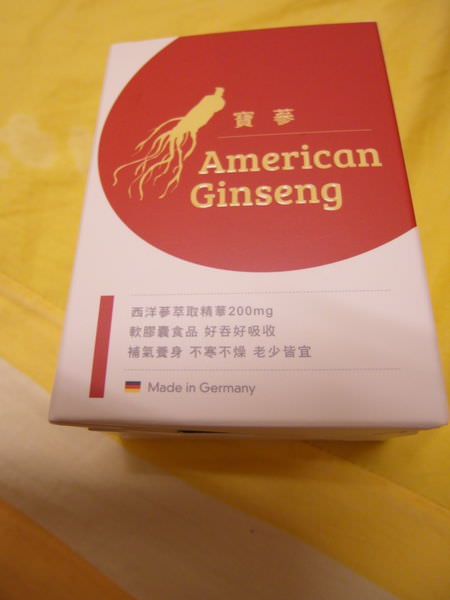 寶蔘
American
Ginseng
西洋蔘萃取精華200mg
軟膠囊食品 好吞好吸收
補氣養身 不寒不燥 老少皆宜
Made in Germany